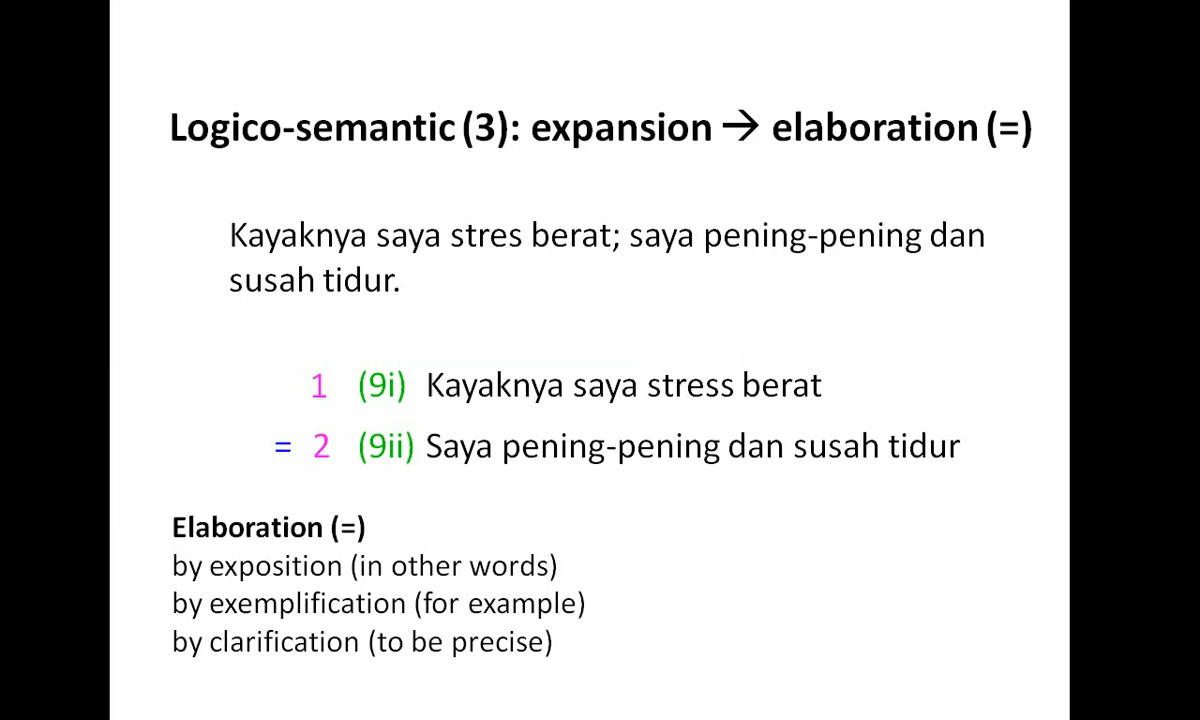 Logico-semantic (3): expansion → elaboration (=)
Kayaknya saya stres berat; saya pening-pening dan
susah tidur.
1 (9i) Kayaknya saya stress berat
= 2 (9ii) Saya pening-pening dan susah tidur
Elaboration (=)
by exposition (in other words)
by exemplification (for example)
by clarification (to be precise)